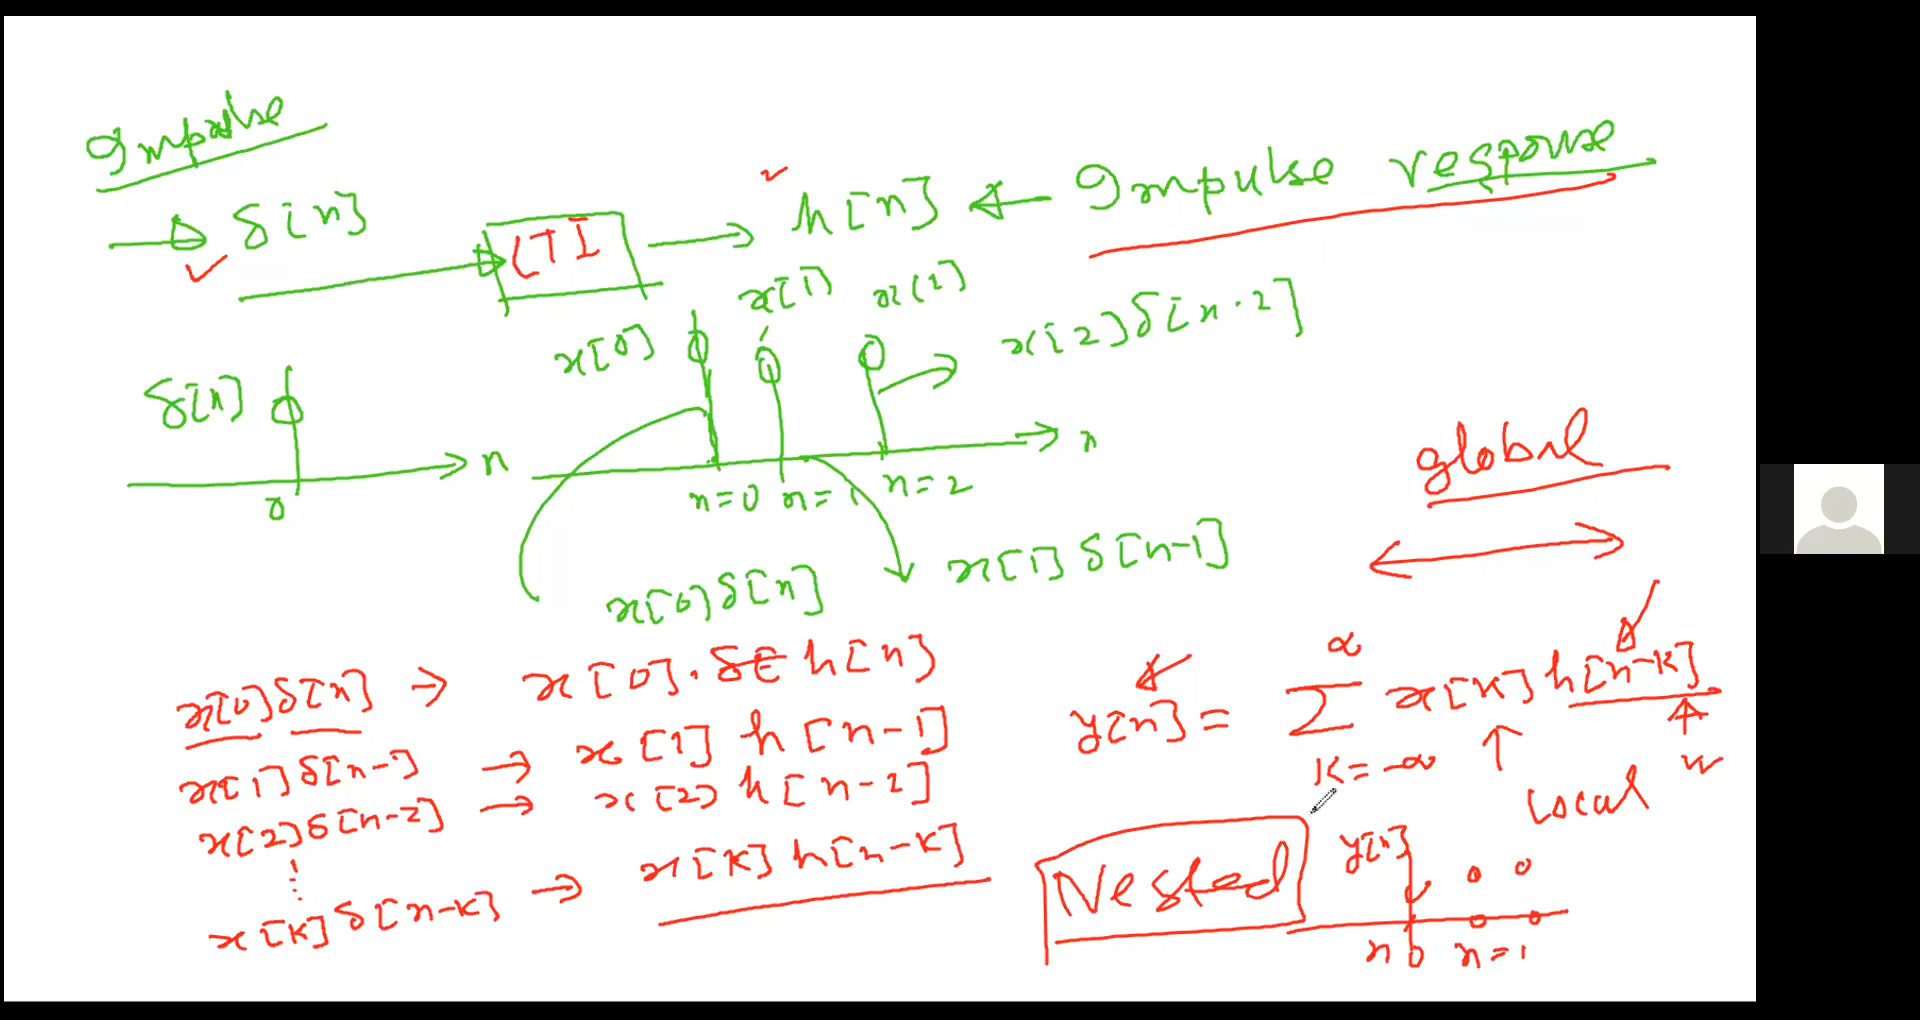 Impulse
δ[n]
LTI
h[n]
Impulse response
x[0]
x[1]
x[2]
x[2]δ[n-2]
δ[n]
0
n
n=0
n=1
n=2
n
x[0]δ[n]
x[1]δ[n-1]
global
x[0]δ[n] → x[0]. h[n]
x[1]δ[n-1] → x[1] h[n-1]
x[2]δ[n-2] → x[2] h[n-2]
⋮
x[k]δ[n-k] → x[k] h[n-k]
y[n] = ∑ x[k] h[n-k]
∞
k=-∞
Local
Nested
y[n]
n 0 n=1